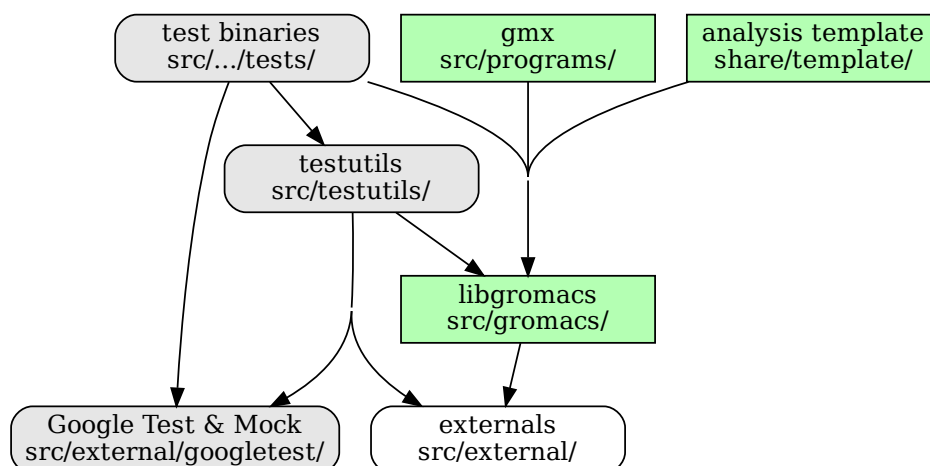 test binaries
src/.../tests/
gmx
src/programs/
analysis template
share/template/
testutils
src/testutils/
libgromacs
src/gromacs/
Google Test & Mock
src/external/googletest/
externals
src/external/